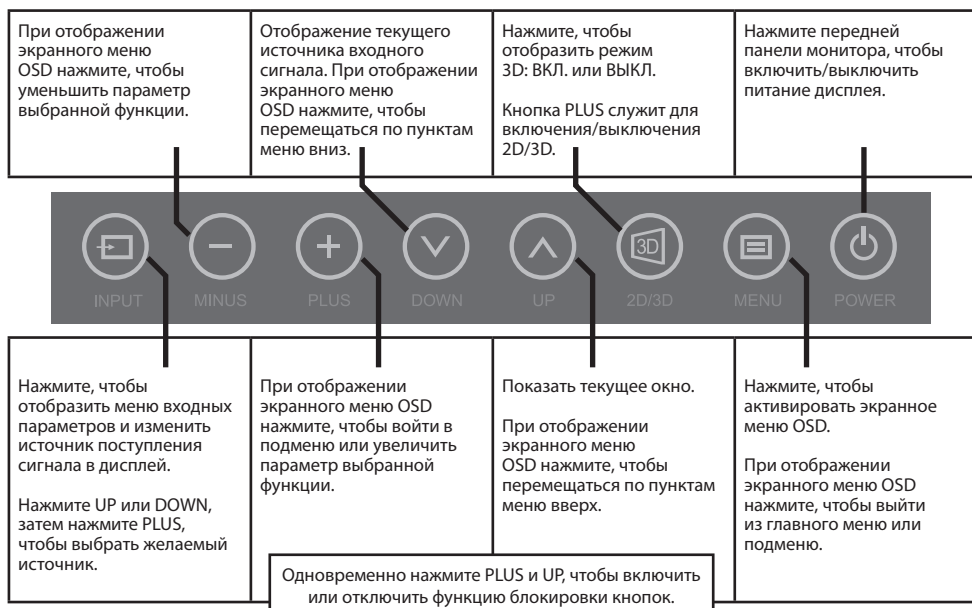 При отображении
экранного меню
OSD нажмите, чтобы
уменьшить параметр
выбранной функции.
Отображение текущего
источника входного
сигнала. При отображении
экранного меню
OSD нажмите, чтобы
перемещаться по пунктам
меню вниз.
Нажмите, чтобы
отобразить режим
3D: ВКЛ. или ВЫКЛ.
Кнопка PLUS служит для
включения/выключения
2D/3D.
Нажмите передней
панели монитора, чтобы
включить/выключить
питание дисплея.
3D
INPUT MINUS PLUS DOWN UP 2D/3D MENU POWER
Нажмите, чтобы
отобразить меню входных
параметров и изменить
источник поступления
сигнала в дисплей.
Нажмите UP или DOWN,
затем нажмите PLUS,
чтобы выбрать желаемый
источник.
При отображении
экранного меню OSD
нажмите, чтобы войти в
подменю или увеличить
параметр выбранной
функции.
Показать текущее окно.
При отображении
экранного меню
OSD нажмите, чтобы
перемещаться по пунктам
меню вверх.
Нажмите, чтобы
активировать экранное
меню OSD.
При отображении
экранного меню OSD
нажмите, чтобы выйти
из главного меню или
подменю.
Одновременно нажмите PLUS и UP, чтобы включить
или отключить функцию блокировки кнопок.